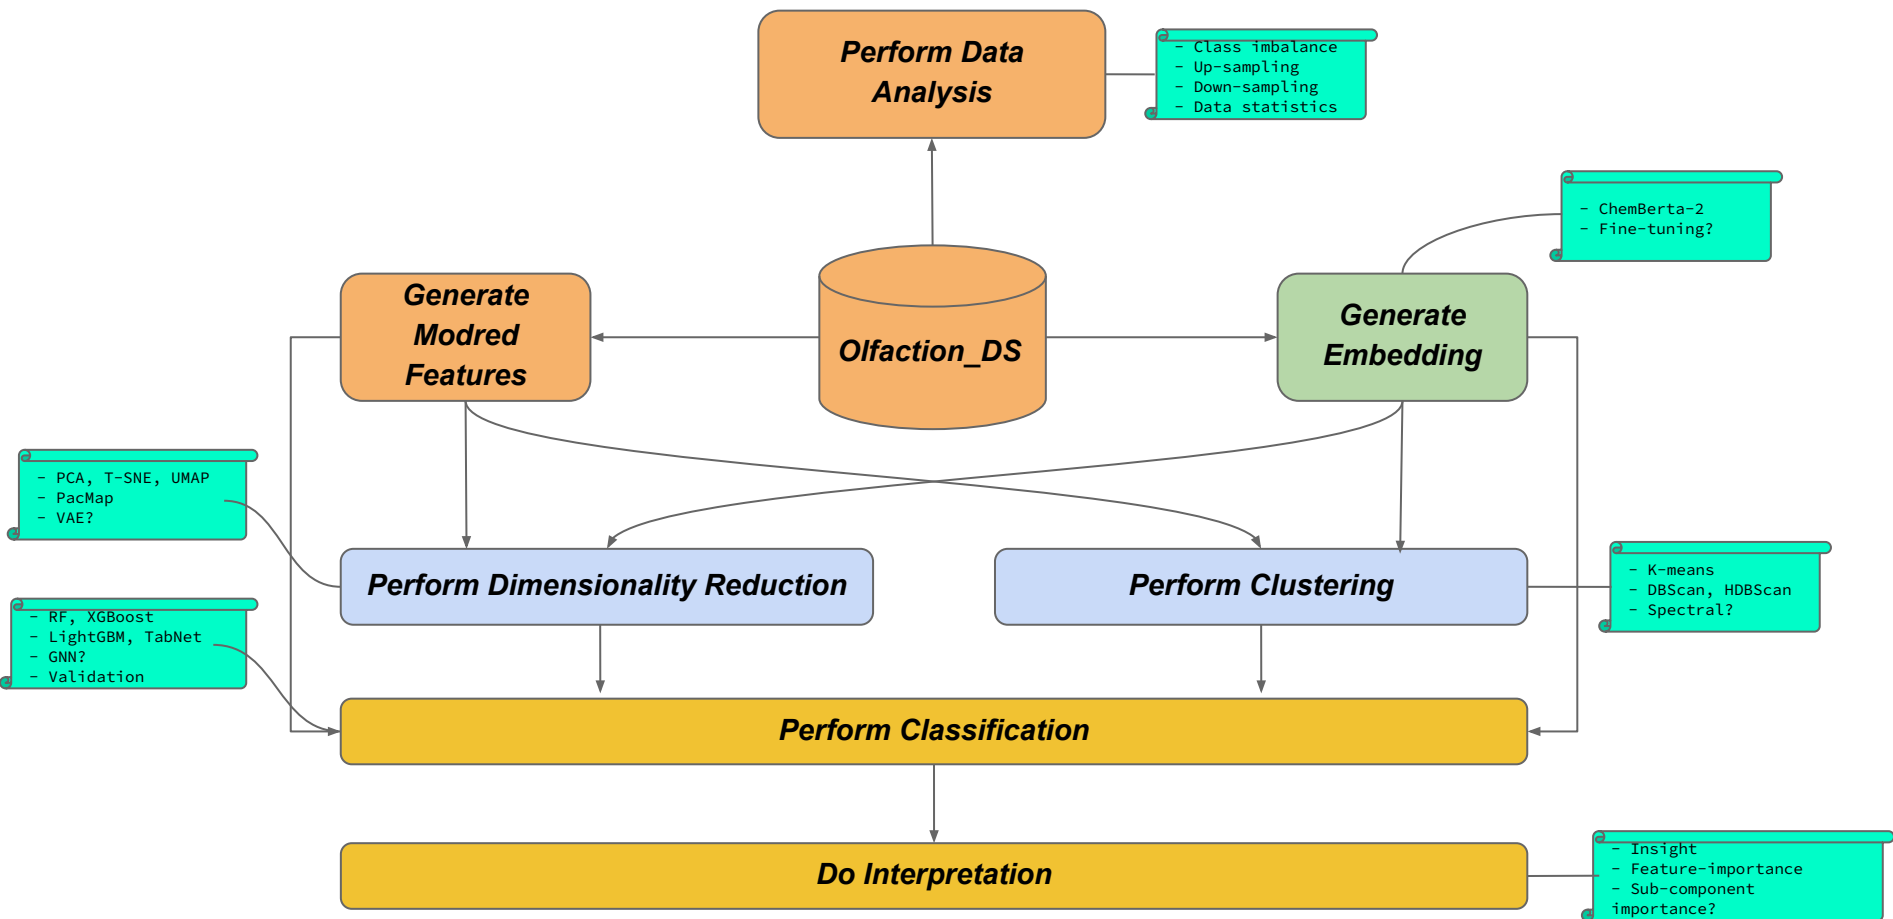 Perform Data
Analysis
- Class imbalance
- Up-sampling
- Down-sampling
- Data statistics
- ChemBerta-2
- Fine-tuning?
Generate
Modred
Features
Olfaction_DS
Generate
Embedding
- PCA, T-SNE, UMAP
- PacMap
- VAE?
Perform Dimensionality Reduction
Perform Clustering
- K-means
- DBScan, HDBScan
- Spectral?
- RF, XGBoost
- LightGBM, TabNet
- GNN?
- Validation
Perform Classification
Do Interpretation
- Insight
- Feature-importance
- Sub-component
importance?